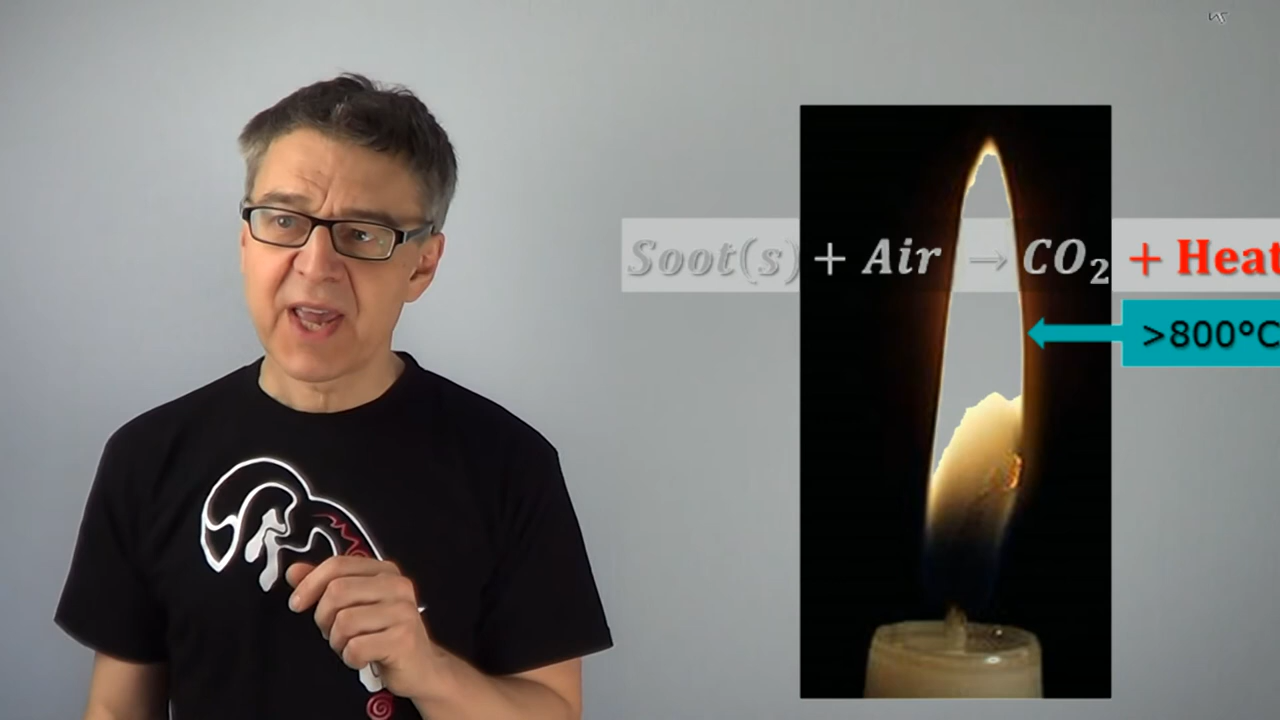 Soot(s) + Air → CO₂ + Heat
>800°C